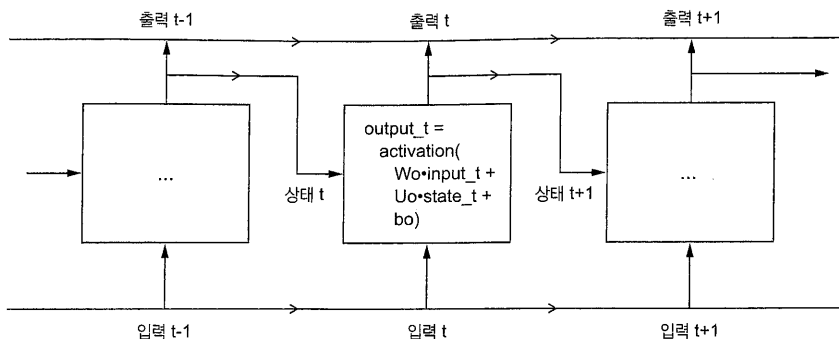 출력 t-1
출력 t
출력 t+1
...
output_t =
activation(
Wo•input_t +
Uo•state_t +
bo)
...
상태 t
상태 t+1
입력 t-1
입력 t
입력 t+1